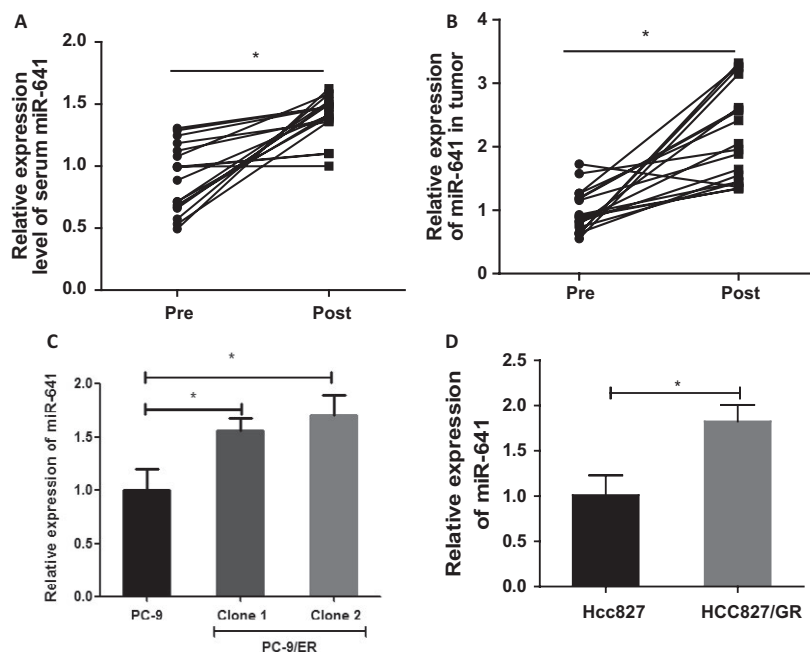 A
Relative expression
level of serum miR-641
2.0
1.5
1.0
0.5
0.0
*
Pre
Post
B
Relative expression
of miR-641 in tumor
4
3
2
1
0
*
Pre
Post
C
Relative expression of miR-641
2.0
1.5
1.0
0.5
0.0
*
*
PC-9
Clone 1
Clone 2
PC-9/ER
D
Relative expression
of miR-641
2.5
2.0
1.5
1.0
0.5
0.0
*
Hcc827
HCC827/GR